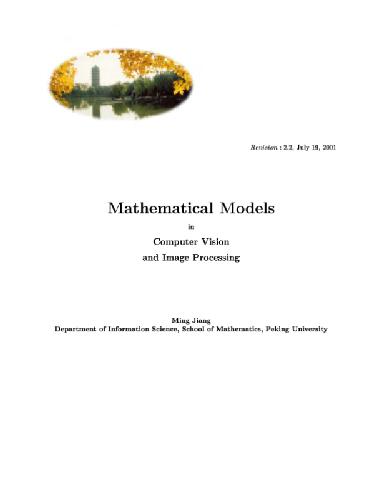 Revision : 2.2, July 19, 2001
Mathematical Models
in
Computer Vision
and Image Processing
Ming Jiang
Department of Information Science, School of Mathematics, Peking University